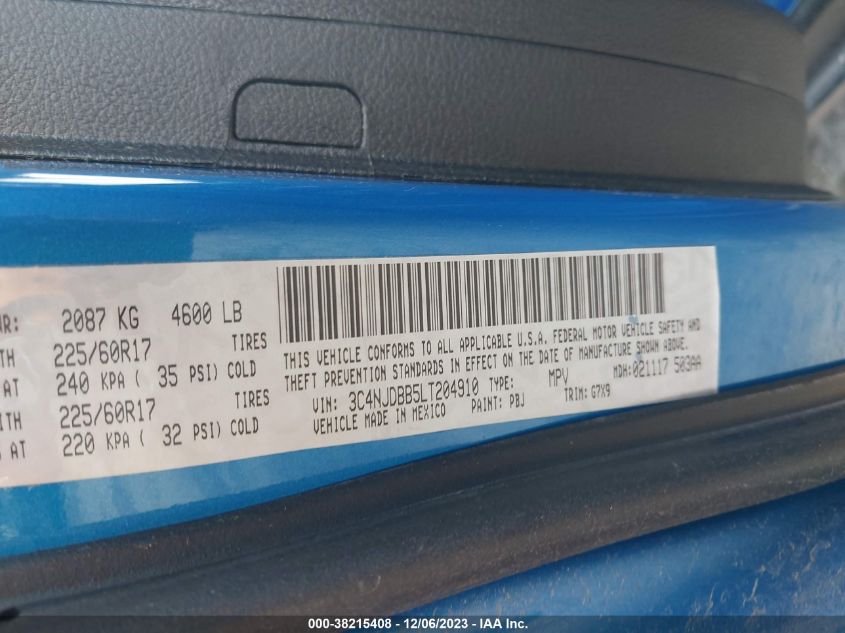 WR: 2087 KG 4600 LB
TH 225/60R17 TIRES
AT 240 KPA ( 35 PSI) COLD
ITH 225/60R17 TIRES
AT 220 KPA ( 32 PSI) COLD
THIS VEHICLE CONFORMS TO ALL APPLICABLE U.S.A. FEDERAL MOTOR VEHICLE SAFETY AND
THEFT PREVENTION STANDARDS IN EFFECT ON THE DATE OF MANUFACTURE SHOWN ABOVE.
VIN: 3C4NJDBB5LT204910 TYPE: MPV MDH:021117 503AA
VEHICLE MADE IN MEXICO PAINT: PBJ TRIM: G7X9
000-38215408 - 12/06/2023 - IAA Inc.